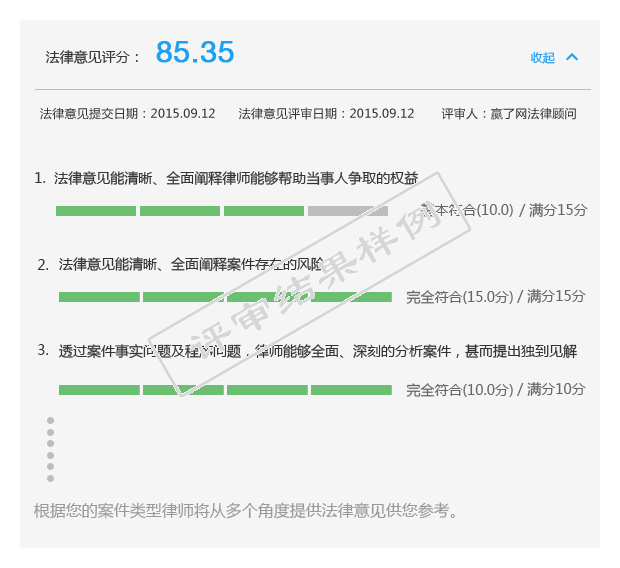 法律意见评分： 85.35 收起
法律意见提交日期：2015.09.12 法律意见评审日期：2015.09.12 评审人：赢了网法律顾问
1. 法律意见能清晰、全面阐释律师能够帮助当事人争取的权益
基本符合(10.0) / 满分15分
2. 法律意见能清晰、全面阐释案件存在的风险
完全符合(15.0分) / 满分15分
3. 透过案件事实问题及程序问题，律师能够全面、深刻的分析案件，甚而提出独到见解
完全符合(10.0分) / 满分10分
评审结果样例
根据您的案件类型律师将从多个角度提供法律意见供您参考。